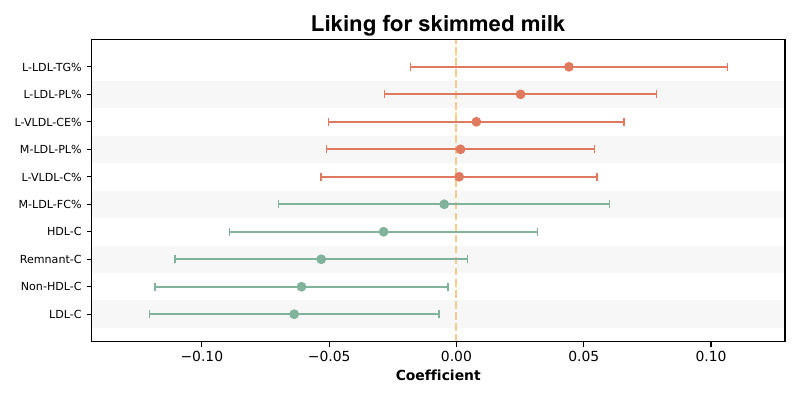 Liking for skimmed milk
L-LDL-TG%
L-LDL-PL%
L-VLDL-CE%
M-LDL-PL%
L-VLDL-C%
M-LDL-FC%
HDL-C
Remnant-C
Non-HDL-C
LDL-C
−0.10 −0.05 0.00 0.05 0.10
Coefficient